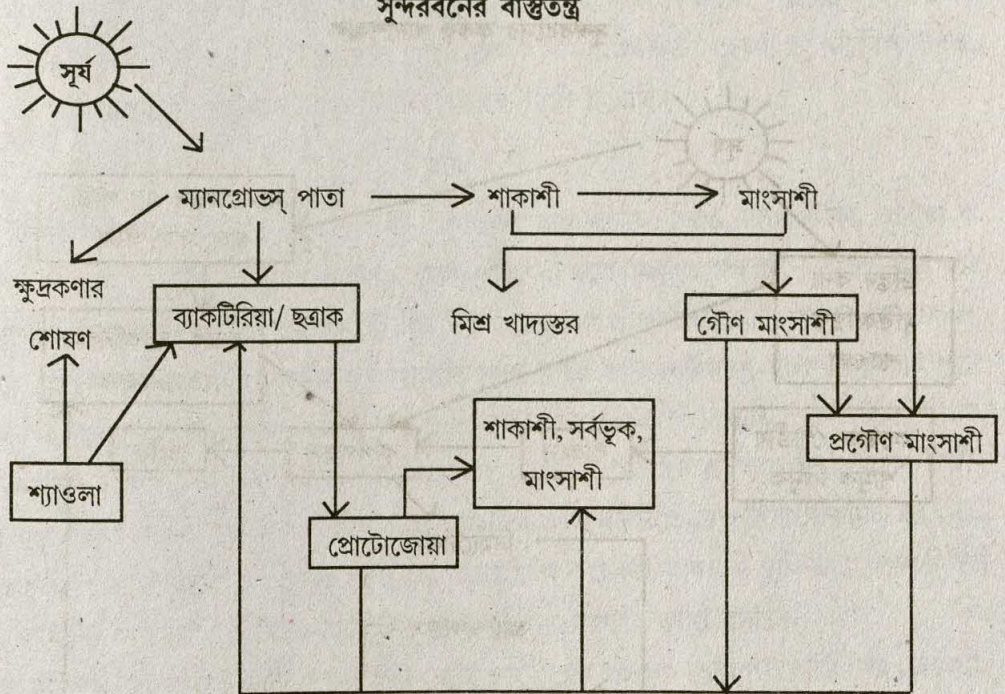 সুন্দরবনের বাস্তুতন্ত্র
সূর্য
ম্যানগ্রোভস্ পাতা
শাকাশী
মাংসাশী
ক্ষুদ্রকণার
শোষণ
ব্যাকটিরিয়া/ ছত্রাক
মিশ্র খাদ্যস্তর
গৌণ মাংসাশী
শাকাশী, সর্বভূক,
মাংসাশী
প্রগৌণ মাংসাশী
শ্যাওলা
প্রোটোজোয়া